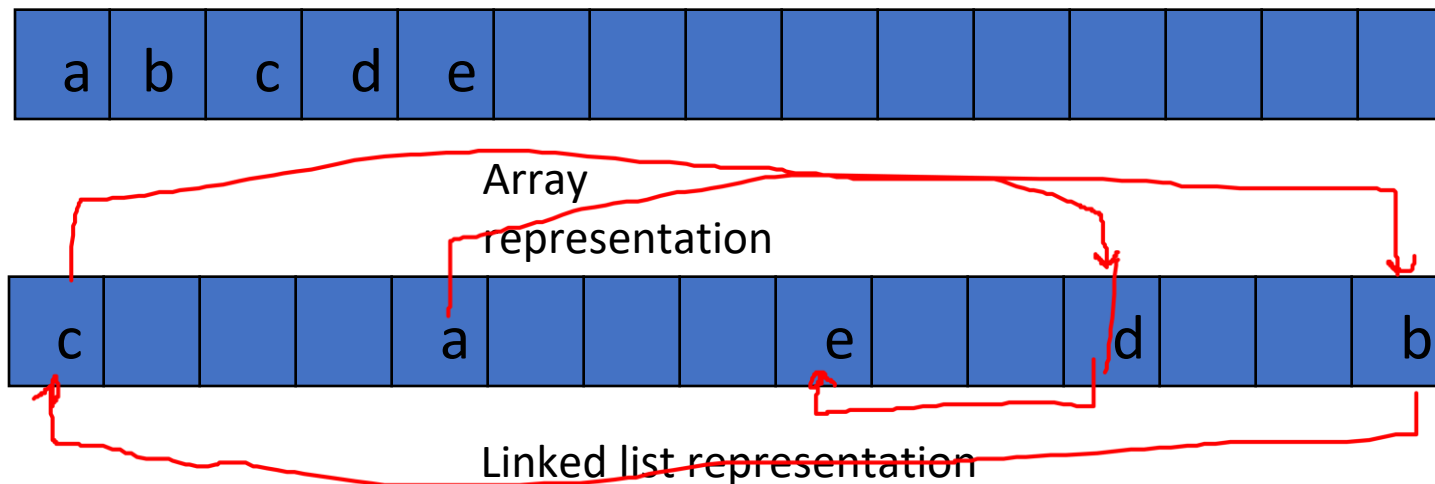 a b c d e
Array
representation
c a e d b
Linked list representation